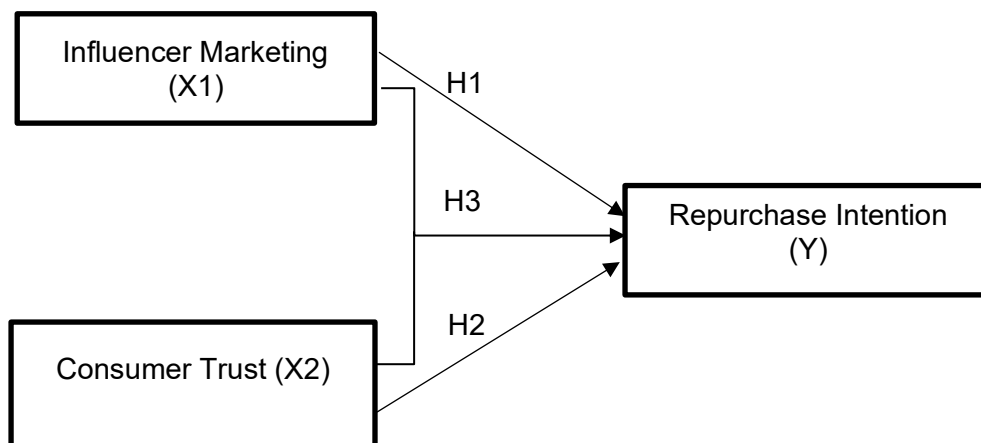 Influencer Marketing
(X1)
H1
H3
Repurchase Intention
(Y)
H2
Consumer Trust (X2)